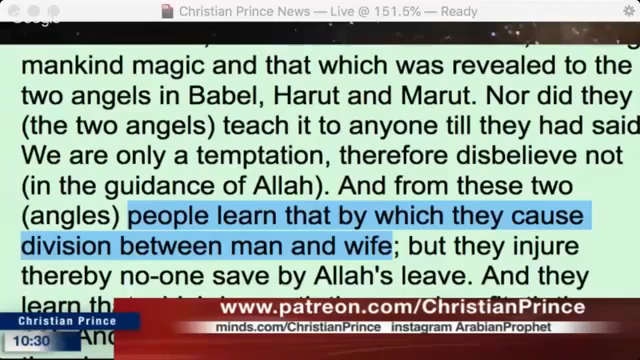 Christian Prince News — Live @ 151.5% — Ready
Google
mankind magic and that which was revealed to the
two angels in Babel, Harut and Marut. Nor did they
(the two angels) teach it to anyone till they had said
We are only a temptation, therefore disbelieve not
(in the guidance of Allah). And from these two
(angles) people learn that by which they cause
division between man and wife; but they injure
thereby no-one save by Allah's leave. And they
learn
www.patreon.com/ChristianPrince
Christian Prince
minds.com/ChristianPrince instagram ArabianProphet
10:30
And